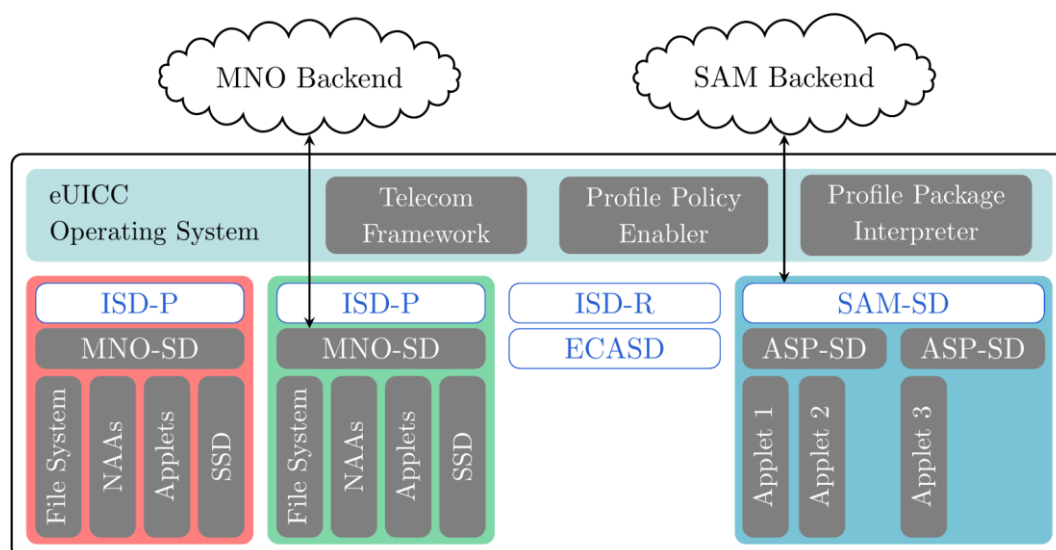 MNO Backend
SAM Backend
eUICC
Operating System
Telecom
Framework
Profile Policy
Enabler
Profile Package
Interpreter
ISD-P
MNO-SD
File System
NAAs
Applets
SSD
ISD-P
MNO-SD
File System
NAAs
Applets
SSD
ISD-R
ECASD
SAM-SD
ASP-SD
ASP-SD
Applet 1
Applet 2
Applet 3